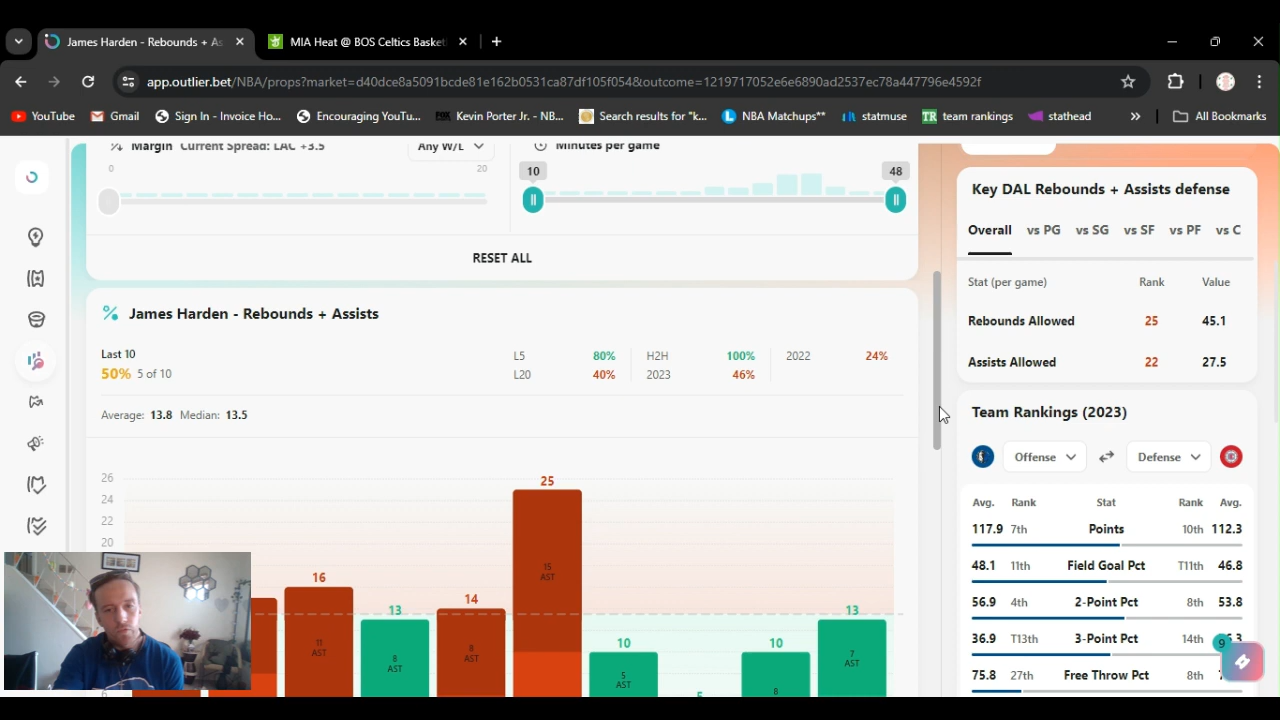 James Harden - Rebounds + As
MIA Heat @ BOS Celtics Basket
app.outlier.bet/NBA/props?market=d40dce8a5091bcde81e162b0531ca87df105f054&outcome=1219717052e6e6890ad2537ec78a447796e4592f
YouTube Gmail Sign In - Invoice Ho... Encouraging YouTu... FOX Kevin Porter Jr. - NB... Search results for "k... NBA Matchups** statmuse TR team rankings stathead » All Bookmarks
Margin Current Spread: LAC +3.5 Any W/L
0 20
Minutes per game
10 48
RESET ALL
James Harden - Rebounds + Assists
Last 10
50% 5 of 10
L5 80% H2H 100% 2022 24%
L20 40% 2023 46%
Average: 13.8 Median: 13.5
26
24
22
20
25
15
AST
16
11
AST
13
8
AST
14
8
AST
10
5
AST
5
10
8
13
7
AST
6
Key DAL Rebounds + Assists defense
Overall vs PG vs SG vs SF vs PF vs C
Stat (per game) Rank Value
Rebounds Allowed 25 45.1
Assists Allowed 22 27.5
Team Rankings (2023)
Offense Defense
Avg. Rank Stat Rank Avg.
117.9 7th Points 10th 112.3
48.1 11th Field Goal Pct T11th 46.8
56.9 4th 2-Point Pct 8th 53.8
36.9 T13th 3-Point Pct 14th
9
75.8 27th Free Throw Pct 8th